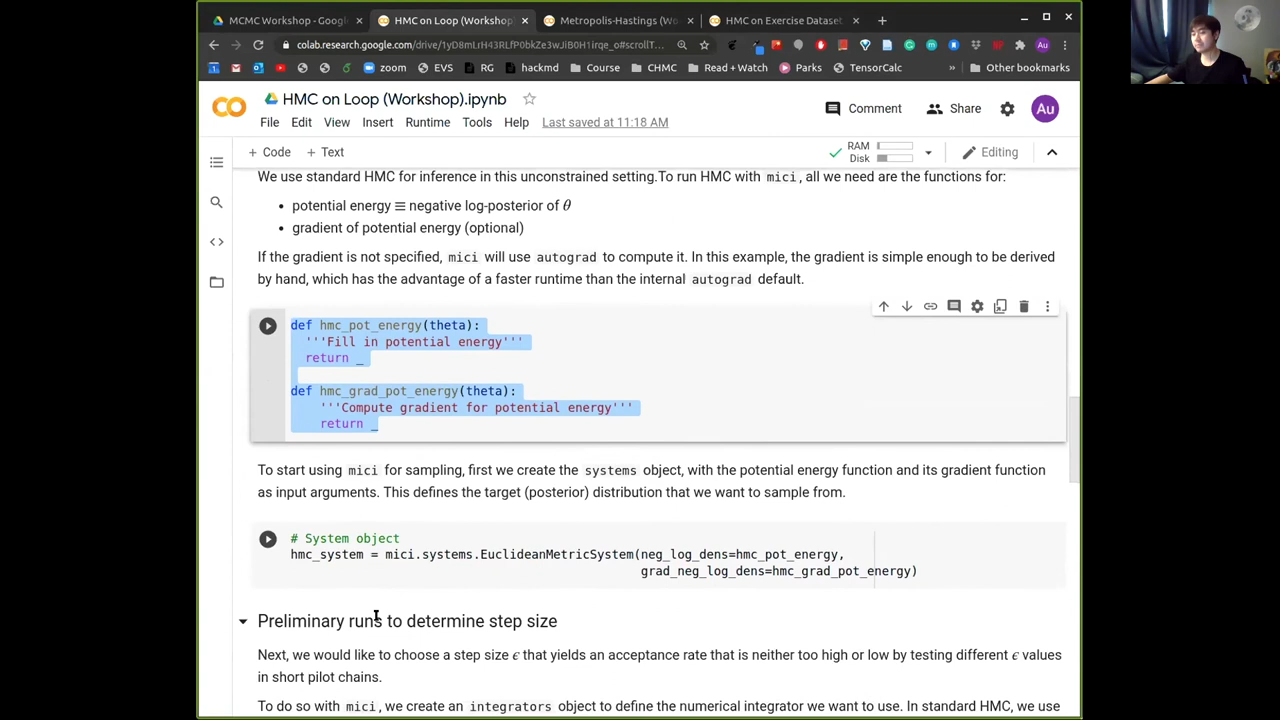 MCMC Workshop - Google
HMC on Loop (Workshop)
Metropolis-Hastings (Wo
HMC on Exercise Dataset
colab.research.google.com/drive/
zoom
EVS
RG
hackmd
Course
CHMC
Read + Watch
Parks
TensorCalc
»
Other bookmarks
HMC on Loop (Workshop).ipynb
Comment
Share
Au
File Edit View Insert Runtime Tools Help Last saved at 11:18 AM
+ Code + Text
RAM
Disk
Editing
We use standard HMC for inference in this unconstrained setting.To run HMC with mici, all we need are the functions for:
• potential energy ≡ negative log-posterior of θ
• gradient of potential energy (optional)
If the gradient is not specified, mici will use autograd to compute it. In this example, the gradient is simple enough to be derived
by hand, which has the advantage of a faster runtime than the internal autograd default.
def hmc_pot_energy(theta):
'''Fill in potential energy'''
return _
def hmc_grad_pot_energy(theta):
'''Compute gradient for potential energy'''
return _
To start using mici for sampling, first we create the systems object, with the potential energy function and its gradient function
as input arguments. This defines the target (posterior) distribution that we want to sample from.
# System object
hmc_system = mici.systems.EuclideanMetricSystem(neg_log_dens=hmc_pot_energy,
grad_neg_log_dens=hmc_grad_pot_energy)
Preliminary runs to determine step size
Next, we would like to choose a step size ϵ that yields an acceptance rate that is neither too high or low by testing different ϵ values
in short pilot chains.
To do so with mici, we create an integrators object to define the numerical integrator we want to use. In standard HMC, we use